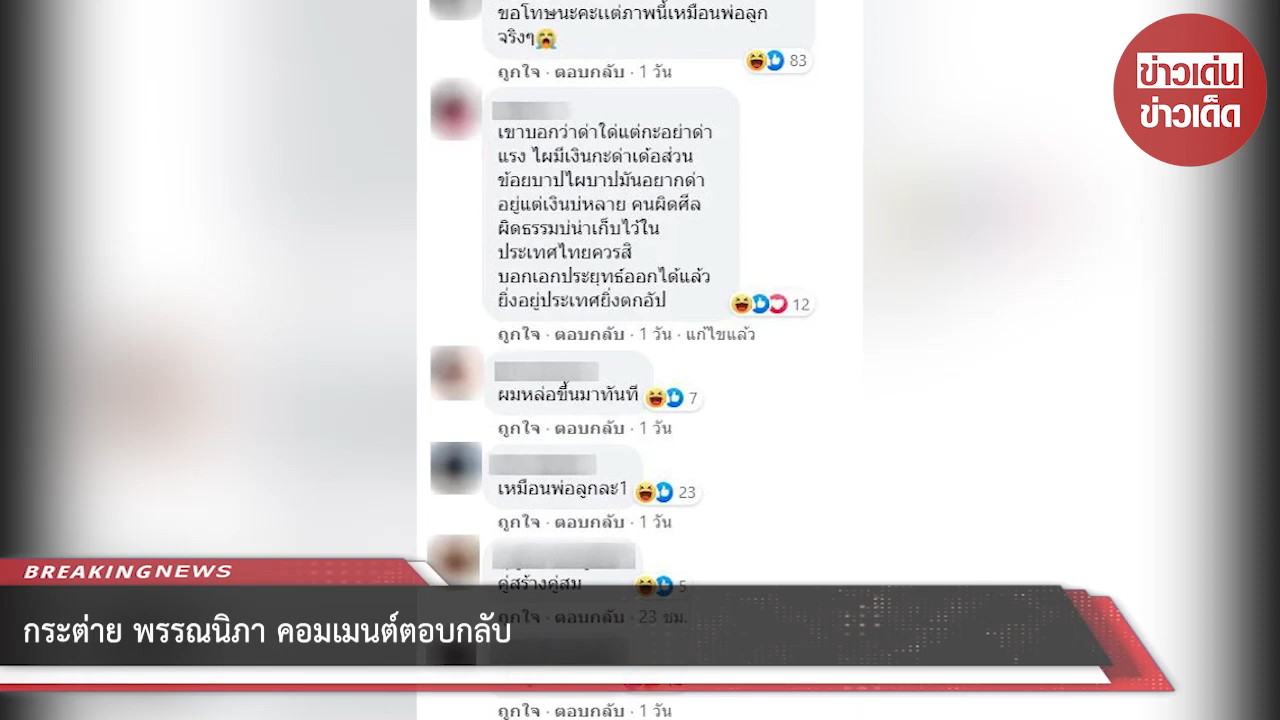 ขอโทษนะคะแต่ภาพนี้เหมือนพ่อลูก
จริงๆ😭
83
ถูกใจ · ตอบกลับ · 1 วัน
ข่าวเด่น
ข่าวเด็ด
เขาบอกว่าด่าใด่แต่กะอย่าด่า
แรง ไผมีเงินกะด่าเด้อส่วน
ข้อยบาปไผบาปมันอยากด่า
อยู่แต่เงินบ่หลาย คนผิดศีล
ผิดธรรมบ่น่าเก็บไว้ใน
ประเทศไทยควรสิ
บอกเอกประยุทธ์ออกได้แล้ว
ยิ่งอยู่ประเทศยิ่งตกอัป
12
ถูกใจ · ตอบกลับ · 1 วัน · แก้ไขแล้ว
ผมหล่อขึ้นมาทันที
7
ถูกใจ · ตอบกลับ · 1 วัน
เหมือนพ่อลูกละ1
23
ถูกใจ · ตอบกลับ · 1 วัน
คู่สร้างคู่สม
5
ถูกใจ · ตอบกลับ · 23 ชม.
BREAKINGNEWS
กระต่าย พรรณนิภา คอมเมนต์ตอบกลับ
ถูกใจ · ตอบกลับ · 1 วัน